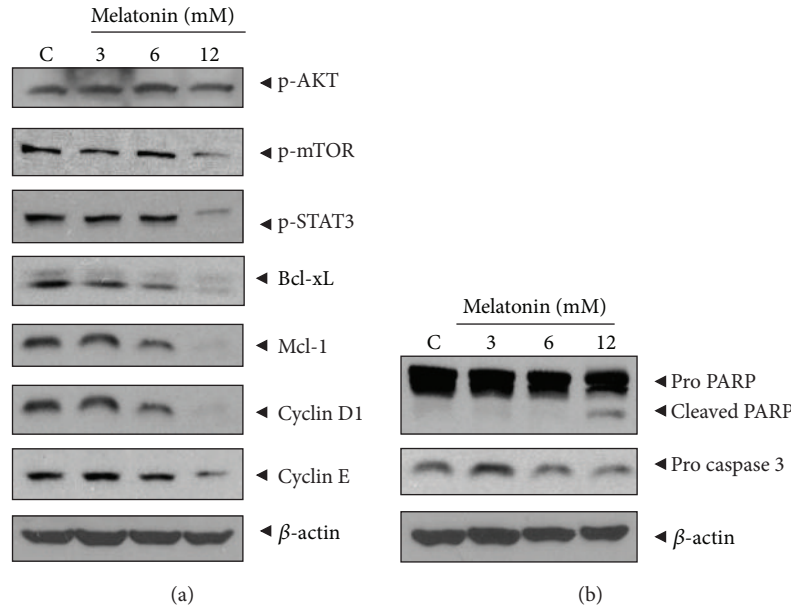 Melatonin (mM)
C 3 6 12
p-AKT
p-mTOR
p-STAT3
Bcl-xL
Mcl-1
Cyclin D1
Cyclin E
β-actin
(a)
Melatonin (mM)
C 3 6 12
Pro PARP
Cleaved PARP
Pro caspase 3
β-actin
(b)